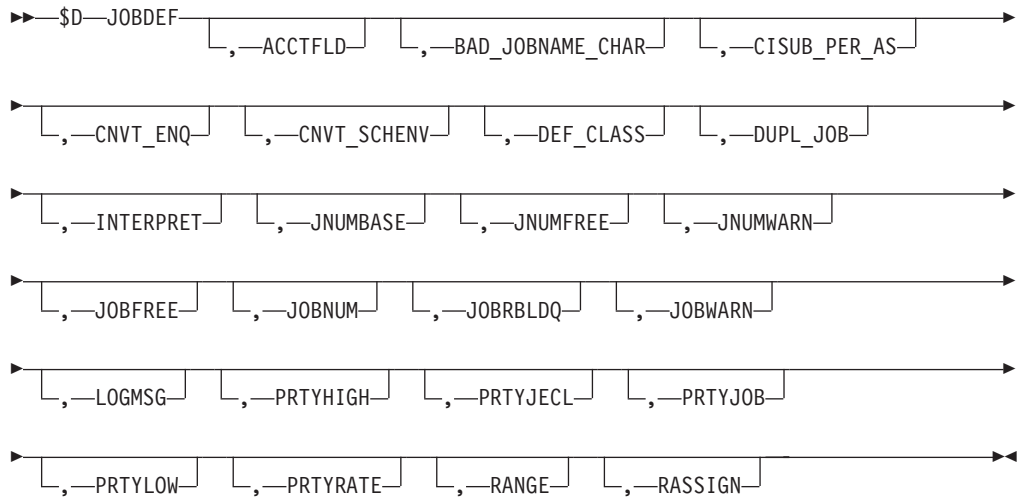 $D JOBDEF
,ACCTFLD ,BAD_JOBNAME_CHAR ,CISUB_PER_AS
,CNVT_ENQ ,CNVT_SCHENV ,DEF_CLASS ,DUPL_JOB
,INTERPRET ,JNUMBASE ,JNUMFREE ,JNUMWARN
,JOBFREE ,JOBNUM ,JOBRBLDQ ,JOBWARN
,LOGMSG ,PRTYHIGH ,PRTYJECL ,PRTYJOB
,PRTYLOW ,PRTYRATE ,RANGE ,RASSIGN